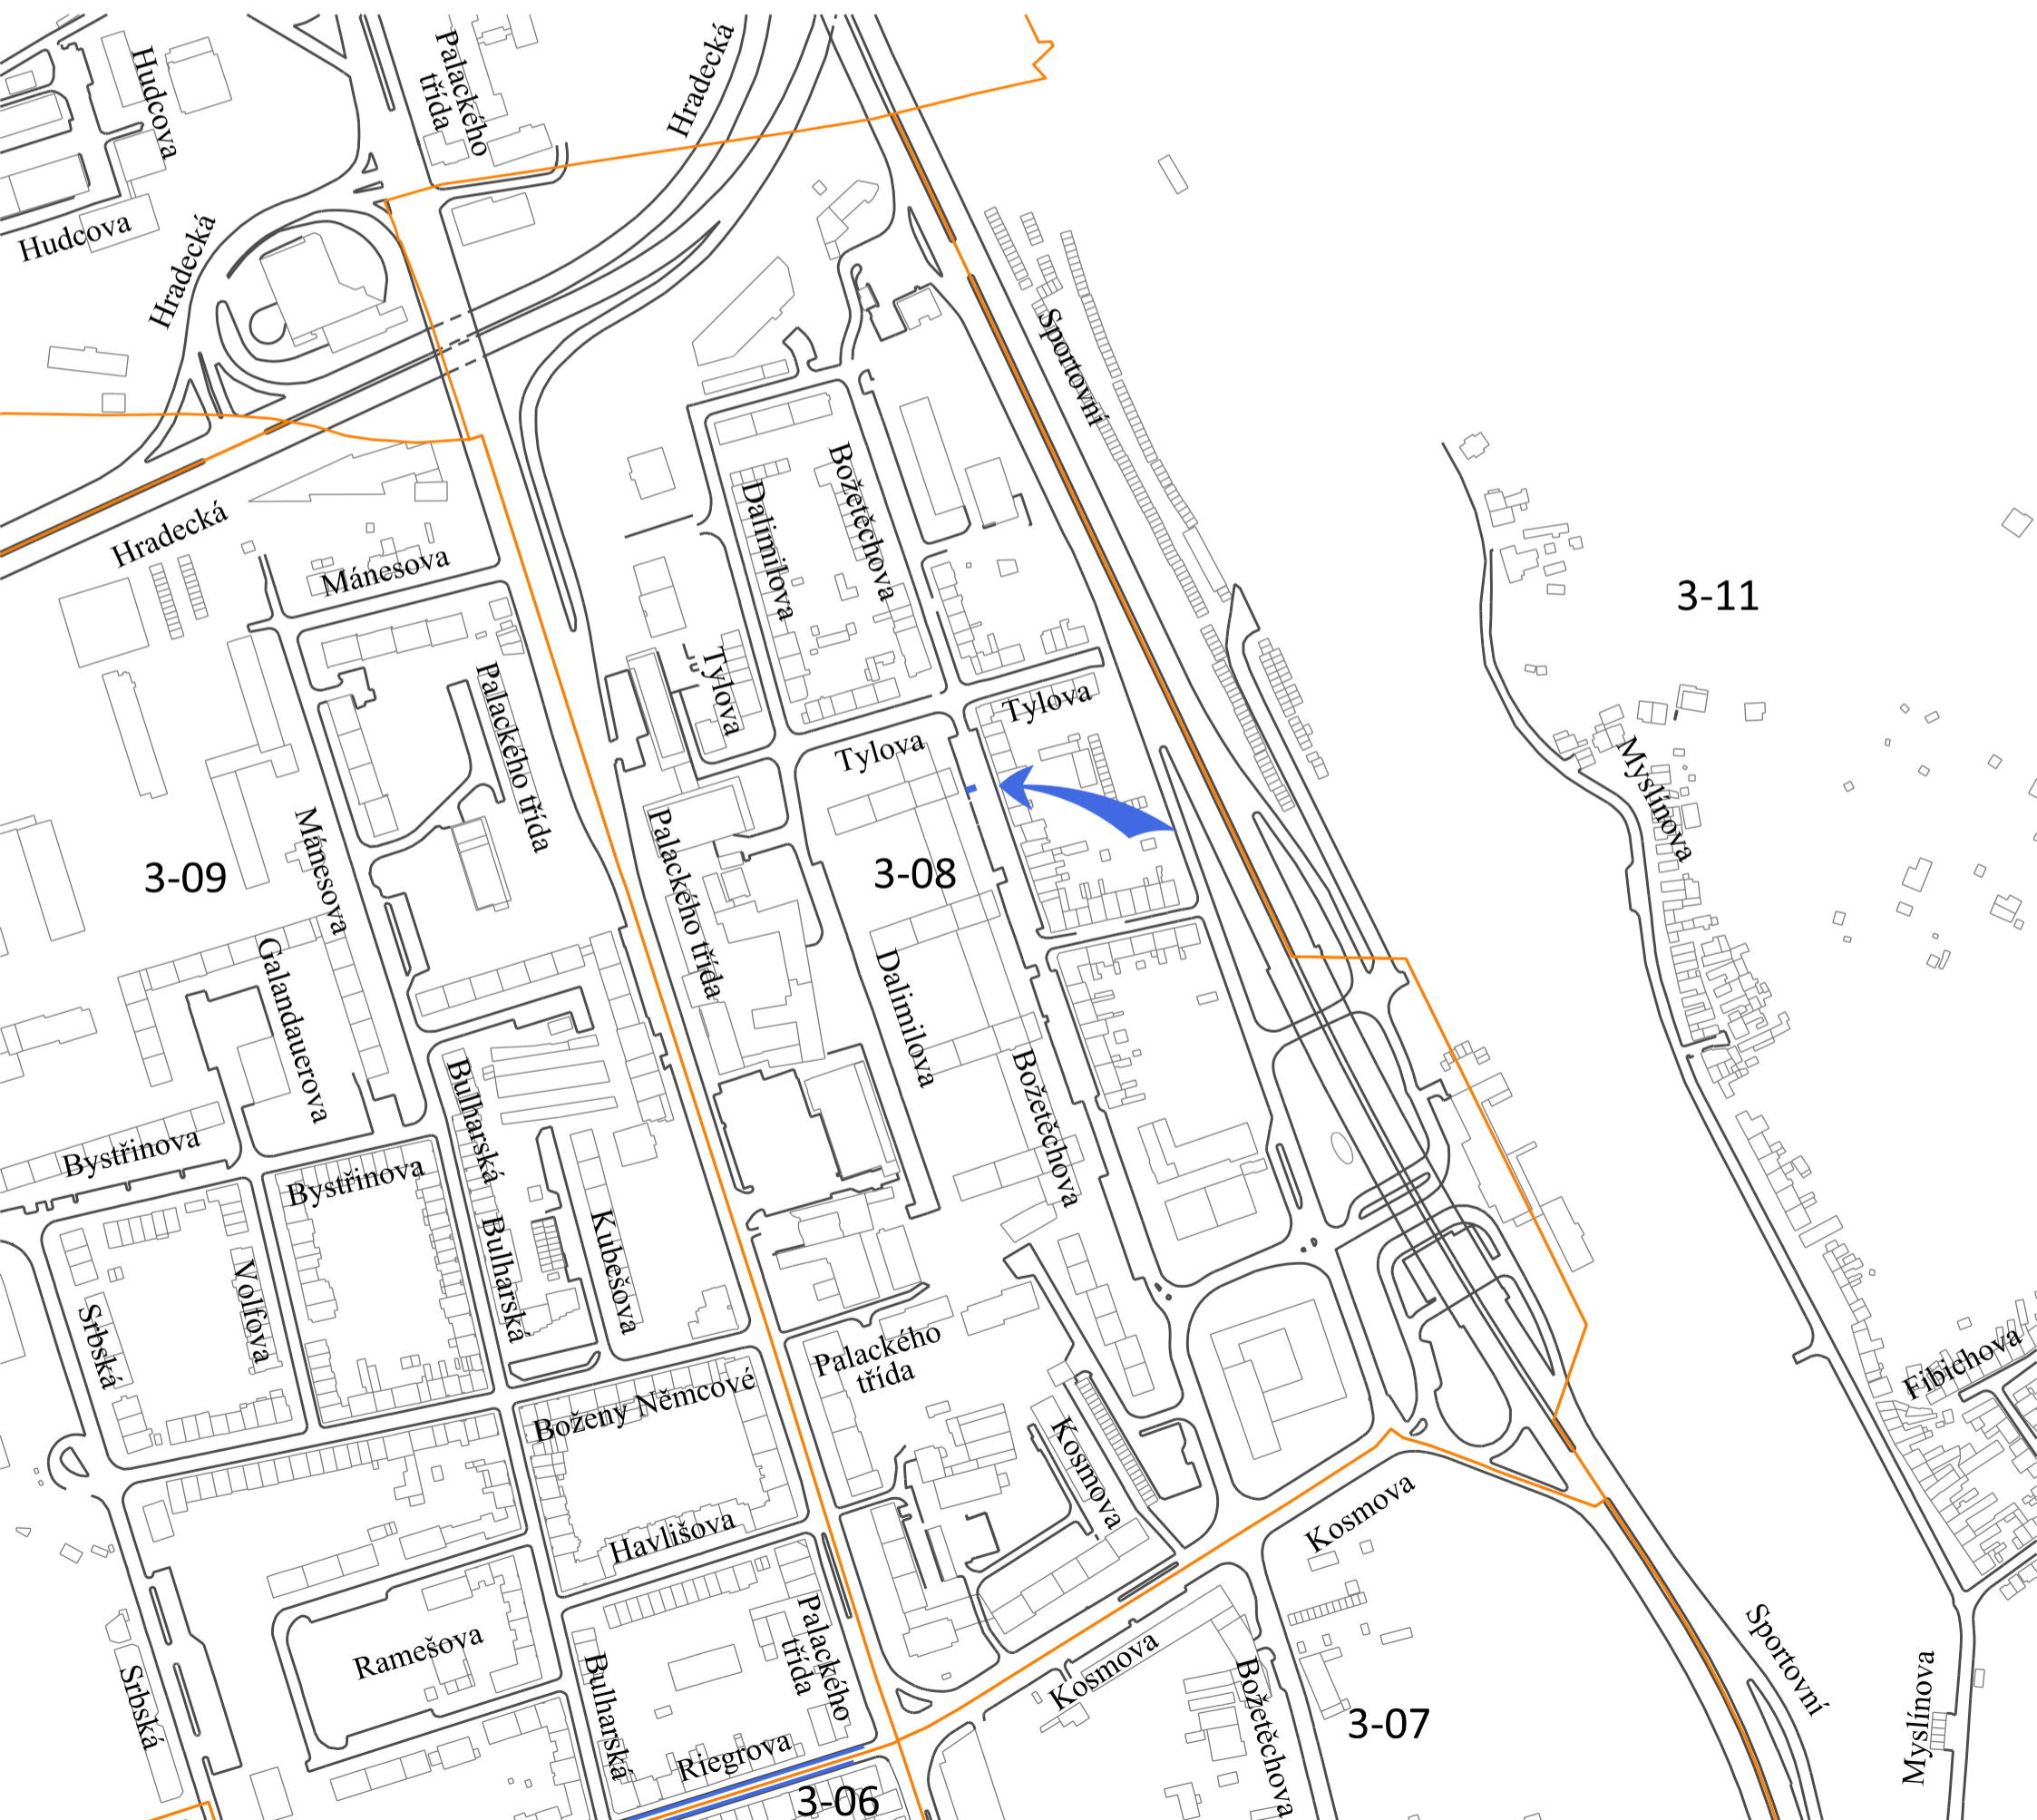 Hudcova
Palackého
třída
Hradecká
Hudcova
Hradecká
Sportovní
Hradecká
Mánesova
Dalimilova
Božetěchova
3-11
Palackého třída
Tylova
Tylova
Tylova
Myslínova
Mánesova
Palackého třída
3-09
3-08
Galandauerova
Dalimilova
Božetěchova
Bulharská
Bystřinova
Bystřinova
Bulharská
Kubešova
Volfova
Srbská
Palackého
třída
Fibichova
Boženy Němcové
Kosmova
Kosmova
Havlišova
Ramešova
Palackého
třída
Srbská
Bulharská
Riegrova
Kosmova
Božetěchova
3-07
Sportovní
Myslínova
3-06